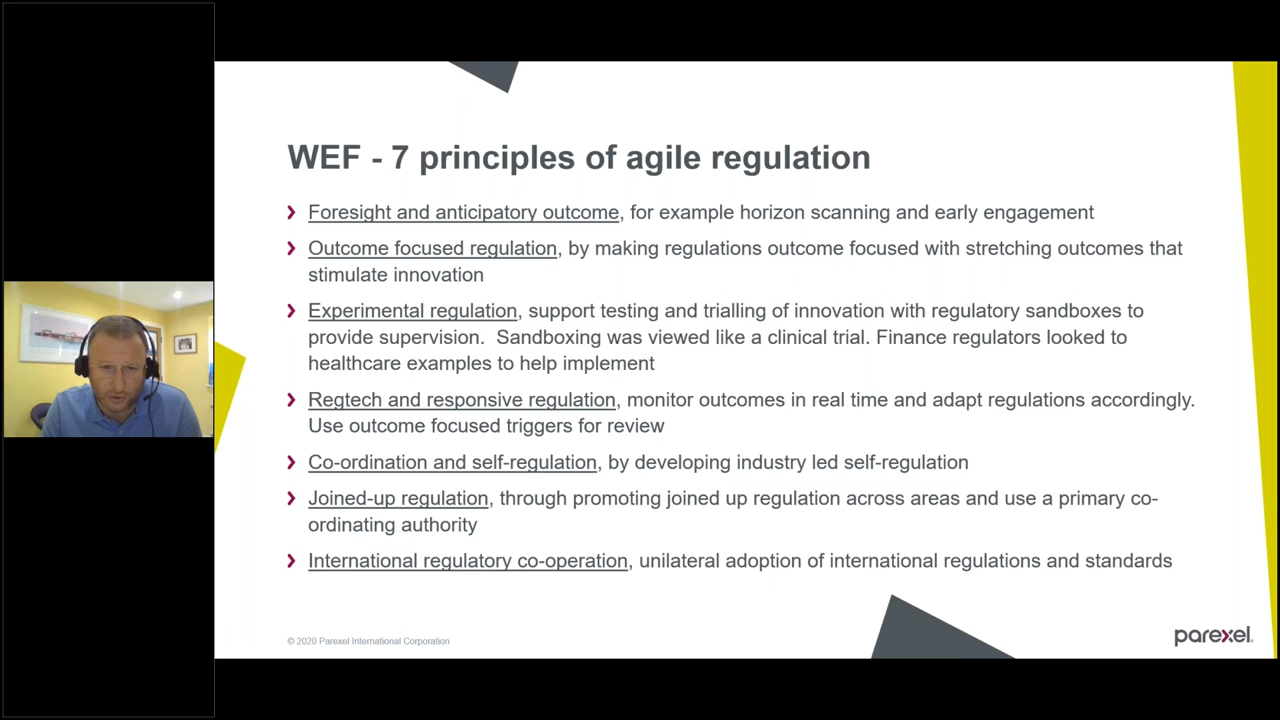 WEF - 7 principles of agile regulation
Foresight and anticipatory outcome, for example horizon scanning and early engagement
Outcome focused regulation, by making regulations outcome focused with stretching outcomes that
stimulate innovation
Experimental regulation, support testing and trialling of innovation with regulatory sandboxes to
provide supervision.  Sandboxing was viewed like a clinical trial. Finance regulators looked to
healthcare examples to help implement
Regtech and responsive regulation, monitor outcomes in real time and adapt regulations accordingly.
Use outcome focused triggers for review
Co-ordination and self-regulation, by developing industry led self-regulation
Joined-up regulation, through promoting joined up regulation across areas and use a primary co-
ordinating authority
International regulatory co-operation, unilateral adoption of international regulations and standards
© 2020 Parexel International Corporation
parexel.